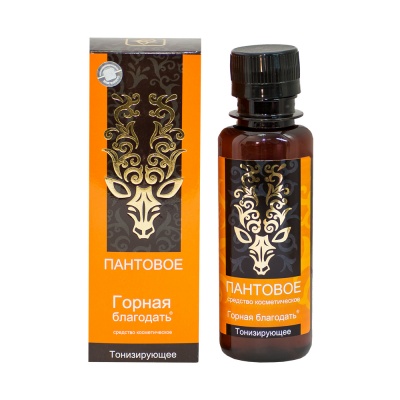 ПАНТОВОЕ
Горная
благодать®
средство косметическое
Тонизирующее
ПАНТОВОЕ
средство косметическое
Горная благодать®
Тонизирующее